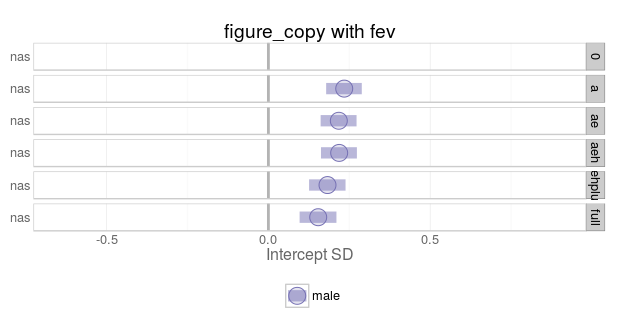 figure_copy with fev
nas 0
nas a
nas ae
nas aeh
nas ehplu
nas full
-0.5 0.0 0.5
Intercept SD
male